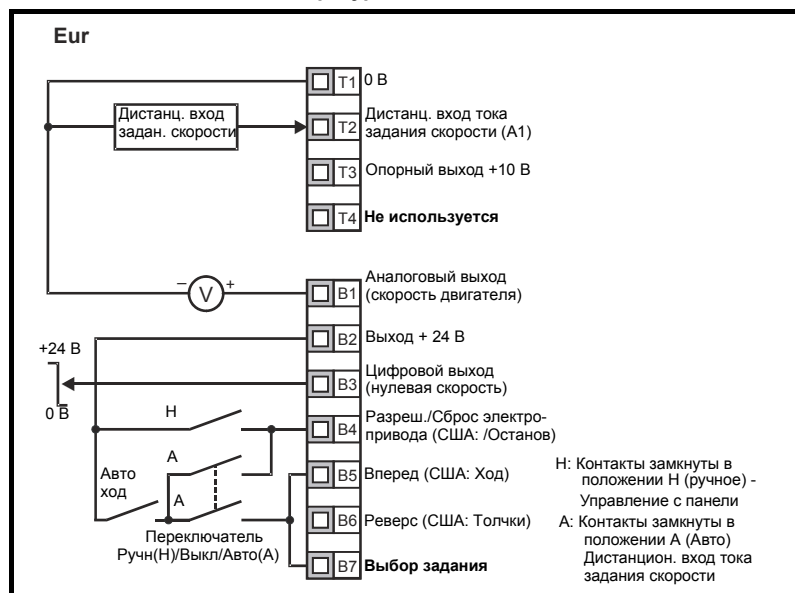 Eur
T1 0 В
Дистанц. вход
задан. скорости
T2 Дистанц. вход тока
задания скорости (A1)
T3 Опорный выход +10 В
T4 Не используется
– V +
B1 Аналоговый выход
(скорость двигателя)
B2 Выход + 24 В
+24 В
0 В
B3 Цифровой выход
(нулевая скорость)
Н
B4 Разреш./Сброс электро-
привода (США: /Останов)
А
Авто
ход
B5 Вперед (США: Ход)
А
B6 Реверс (США: Толчки)
Переключатель
Ручн(Н)/Выкл/Авто(А)
B7 Выбор задания
Н: Контакты замкнуты в
положении Н (ручное) -
Управление с панели
А: Контакты замкнуты в
положении А (Авто)
Дистанцион. вход тока
задания скорости